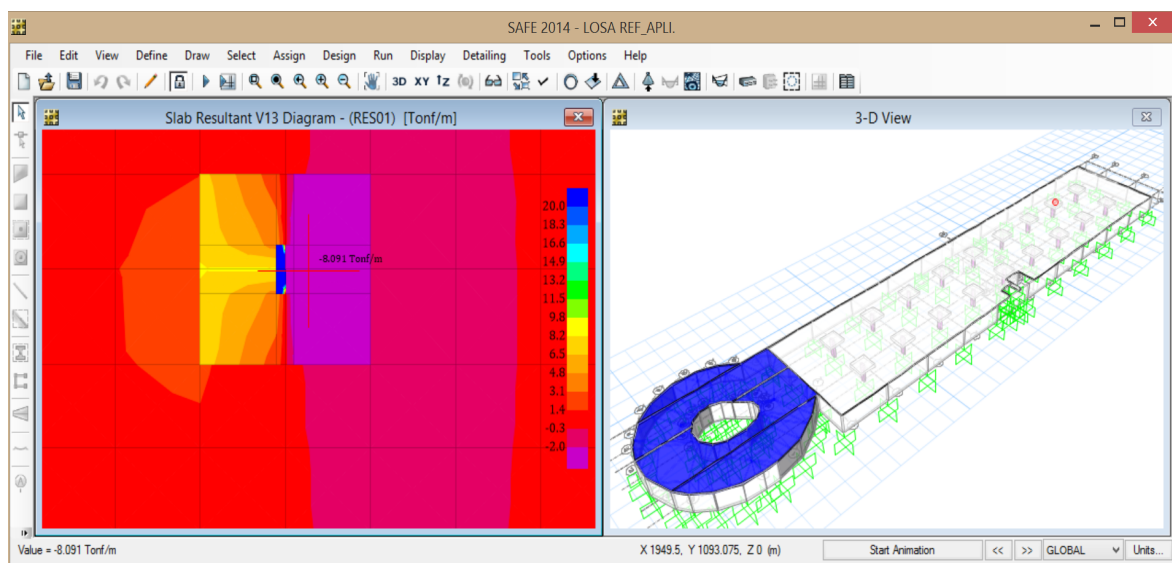 SAFE 2014 - LOSA REF_APLI.
File Edit View Define Draw Select Assign Design Run Display Detailing Tools Options Help
3D XY
Slab Resultant V13 Diagram - (RES01) [Tonf/m]
3-D View
20.0
18.3
16.6
14.9
13.2
11.5
9.8
8.2
6.5
4.8
3.1
1.4
-0.3
-2.0
-8.091 Tonf/m
Value = -8.091 Tonf/m
X 1949.5, Y 1093.075, Z 0 (m)
Start Animation
<< >>
GLOBAL
Units...